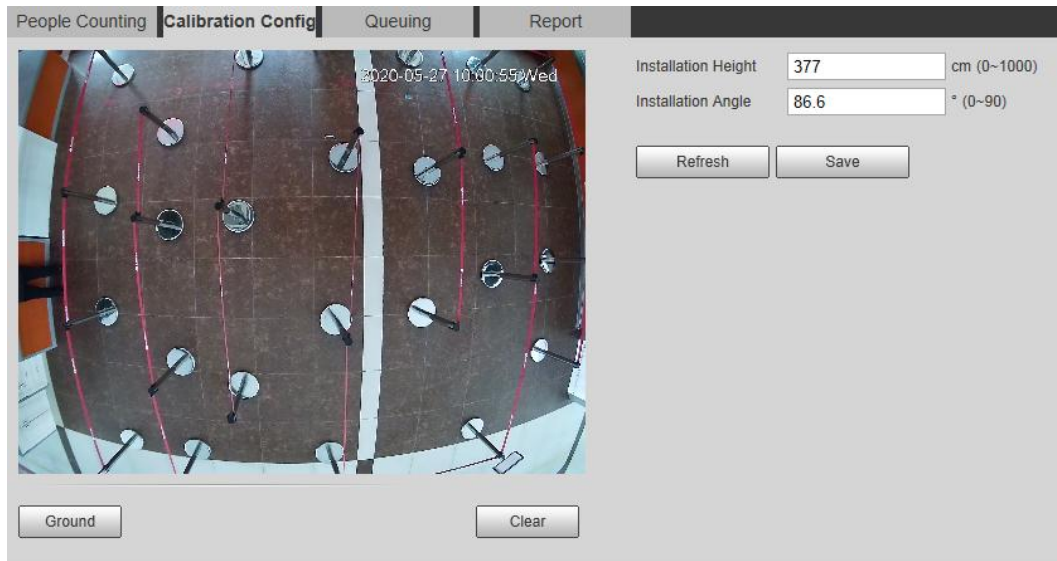 People Counting Calibration Config Queuing Report
2020-05-27 10:00:55 Wed
Installation Height 377 cm (0~1000)
Installation Angle 86.6 ° (0~90)
Refresh Save
Ground Clear